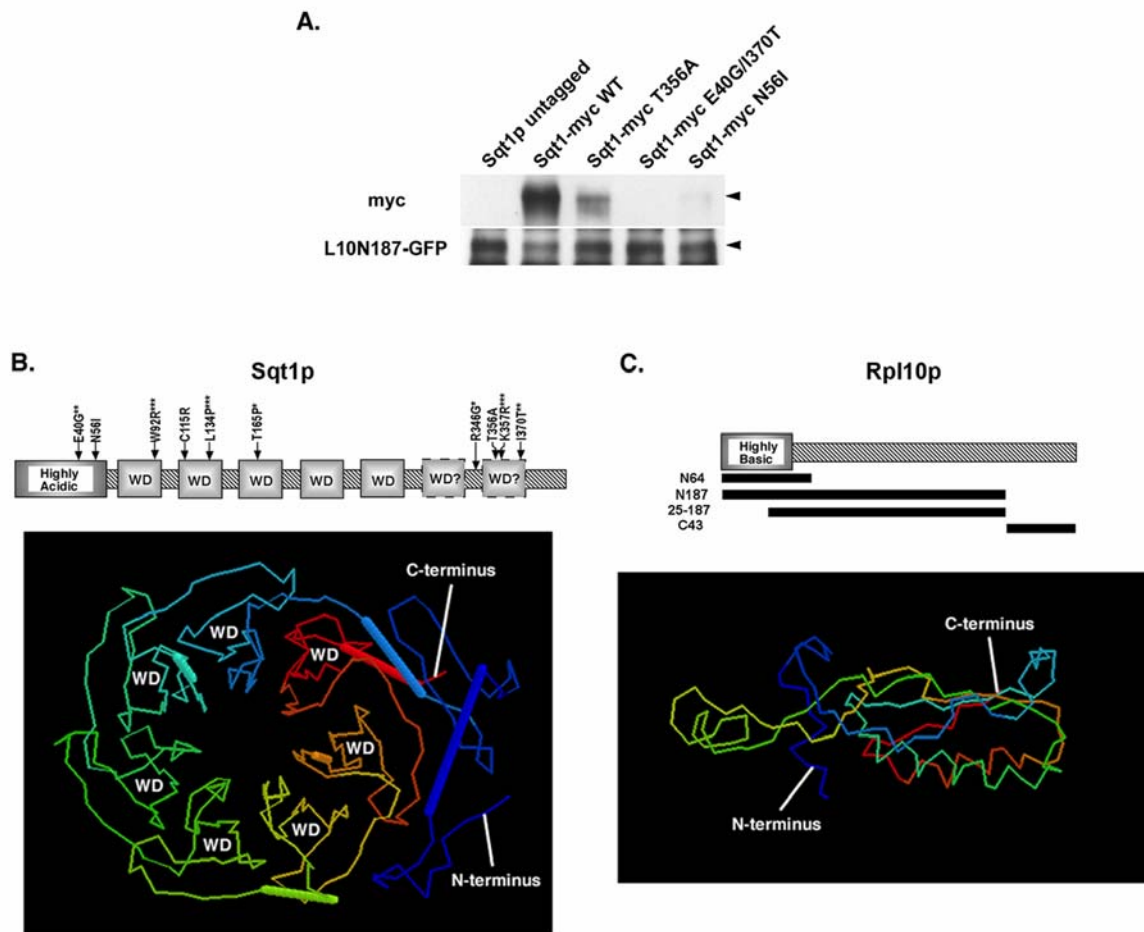 A.
Sqt1p untagged
Sqt1-myc WT
Sqt1-myc T356A
Sqt1-myc E40G/I370T
Sqt1-myc N56I
myc
L10N187-GFP
B.
Sqt1p
E40G**
N56I
W92R***
C115R
L134P***
T165P*
R346G*
T356A
K357R***
I370T**
Highly
Acidic
WD
WD
WD
WD
WD
WD?
WD?
C-terminus
WD
WD
WD
WD
WD
WD
WD
N-terminus
C.
Rpl10p
Highly
Basic
N64
N187
25-187
C43
C-terminus
N-terminus